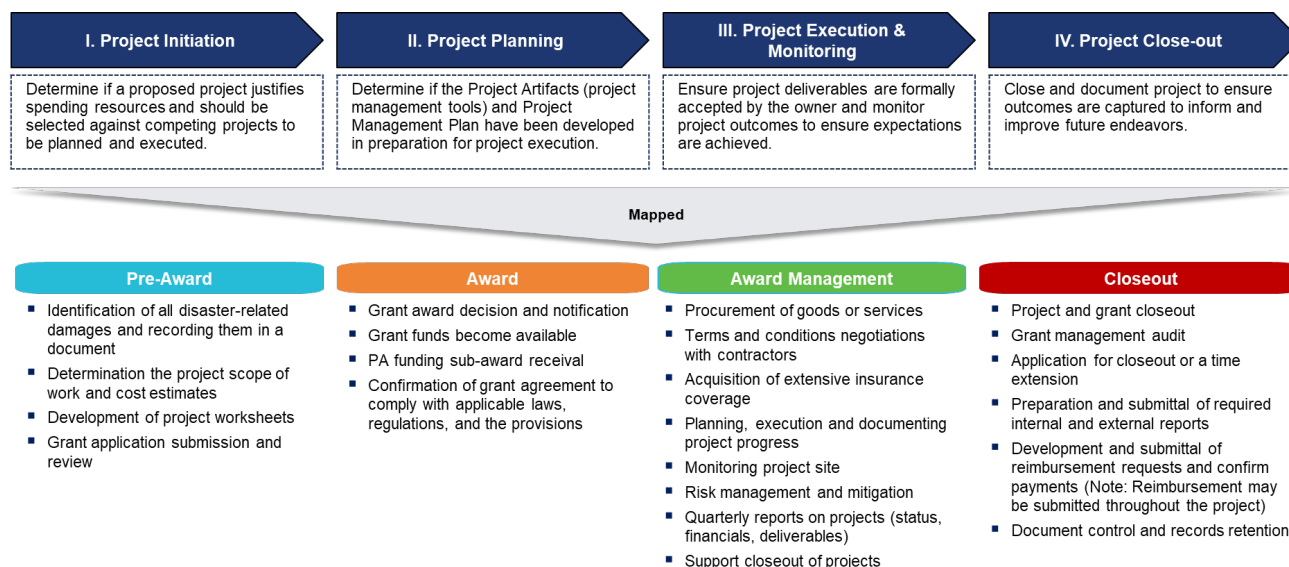 I. Project Initiation
II. Project Planning
III. Project Execution &
Monitoring
IV. Project Close-out
Determine if a proposed project justifies
spending resources and should be
selected against competing projects to
be planned and executed.
Determine if the Project Artifacts (project
management tools) and Project
Management Plan have been developed
in preparation for project execution.
Ensure project deliverables are formally
accepted by the owner and monitor
project outcomes to ensure expectations
are achieved.
Close and document project to ensure
outcomes are captured to inform and
improve future endeavors.
Mapped
Pre-Award
▪ Identification of all disaster-related
damages and recording them in a
document
▪ Determination the project scope of
work and cost estimates
▪ Development of project worksheets
▪ Grant application submission and
review
Award
▪ Grant award decision and notification
▪ Grant funds become available
▪ PA funding sub-award receival
▪ Confirmation of grant agreement to
comply with applicable laws,
regulations, and the provisions
Award Management
▪ Procurement of goods or services
▪ Terms and conditions negotiations
with contractors
▪ Acquisition of extensive insurance
coverage
▪ Planning, execution and documenting
project progress
▪ Monitoring project site
▪ Risk management and mitigation
▪ Quarterly reports on projects (status,
financials, deliverables)
▪ Support closeout of projects
Closeout
▪ Project and grant closeout
▪ Grant management audit
▪ Application for closeout or a time
extension
▪ Preparation and submittal of required
internal and external reports
▪ Development and submittal of
reimbursement requests and confirm
payments (Note: Reimbursement may
be submitted throughout the project)
▪ Document control and records retention